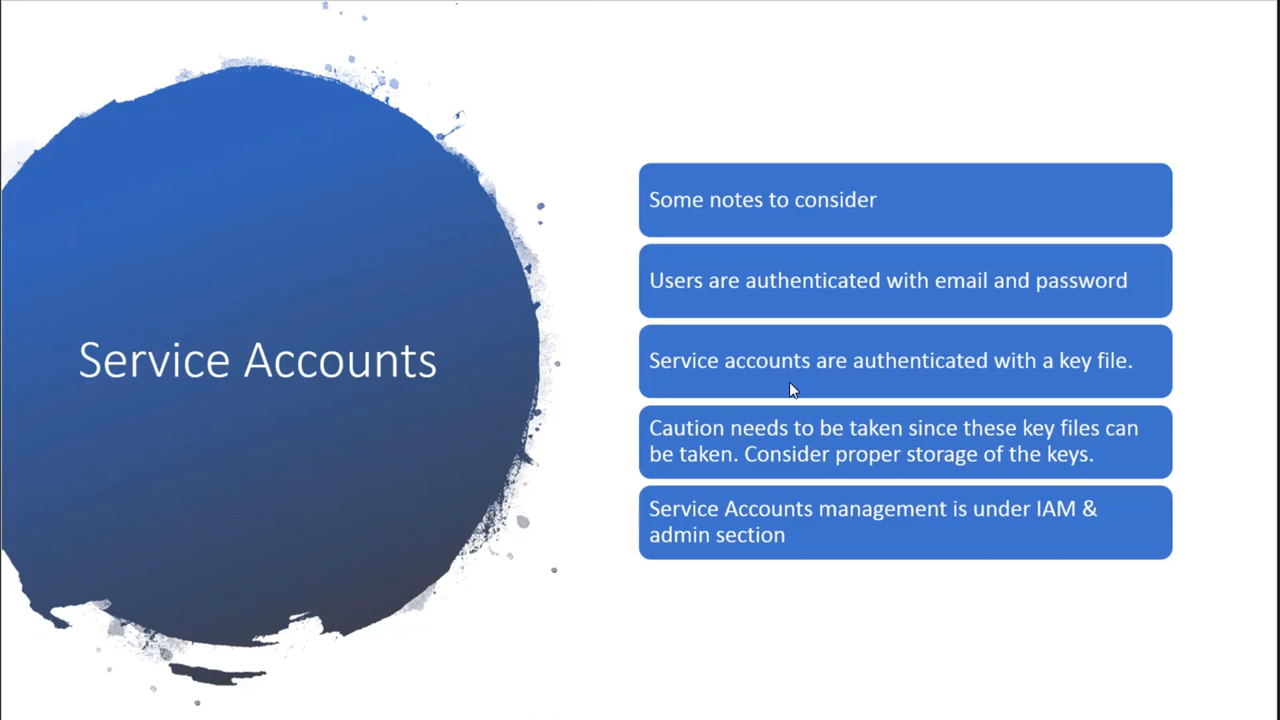 Service Accounts
Some notes to consider
Users are authenticated with email and password
Service accounts are authenticated with a key file.
Caution needs to be taken since these key files can
be taken. Consider proper storage of the keys.
Service Accounts management is under IAM &
admin section